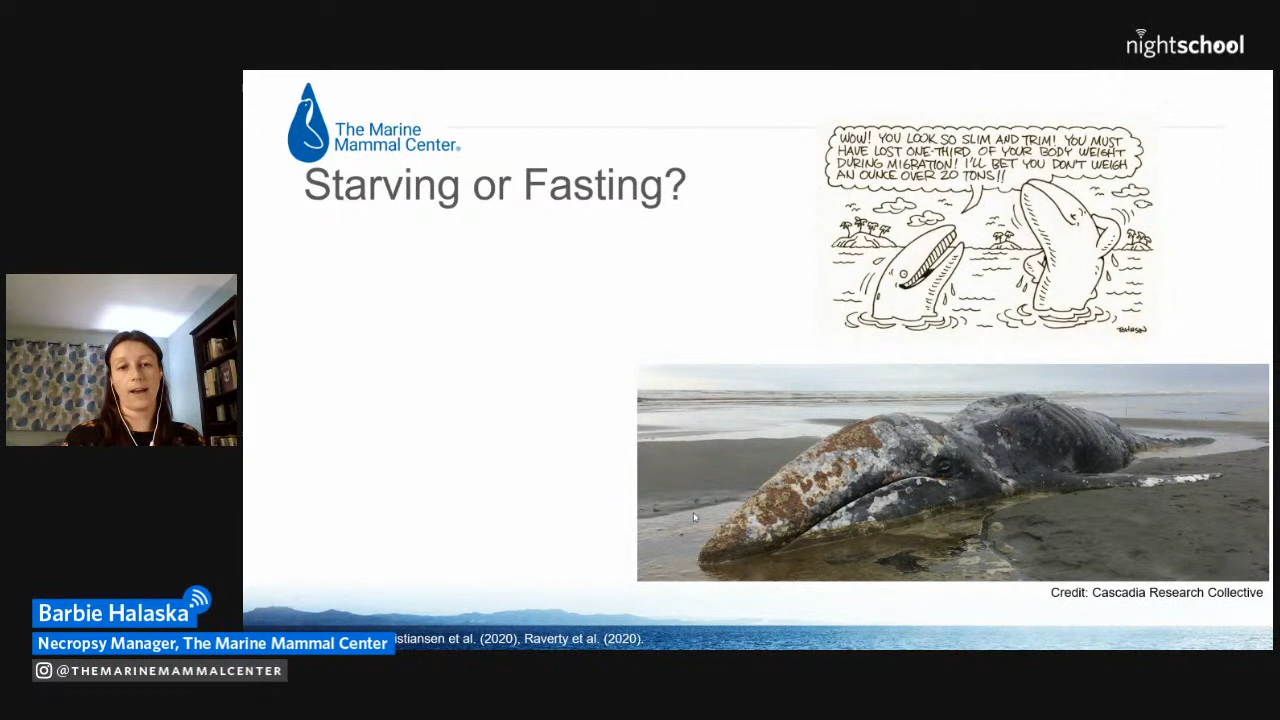 nightschool
The Marine
Mammal Center®
Starving or Fasting?
WOW! YOU LOOK SO SLIM AND TRIM! YOU MUST
HAVE LOST ONE-THIRD OF YOUR BODY WEIGHT
DURING MIGRATION! I'LL BET YOU DON'T WEIGH
AN OUNCE OVER 20 TONS!!
Credit: Cascadia Research Collective
Barbie Halaska
Necropsy Manager, The Marine Mammal Center
et al. (2020), Raverty et al. (2020).
@THEMARINEMAMMALCENTER